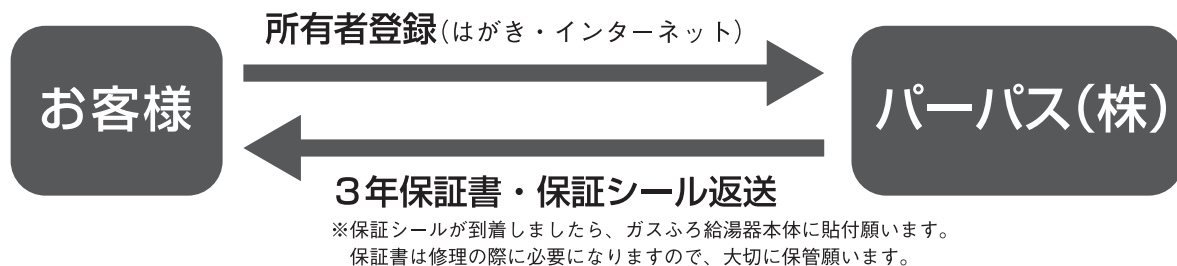 所有者登録(はがき・インターネット)
お客様
パーパス(株)
3年保証書・保証シール返送
※保証シールが到着しましたら、ガスふろ給湯器本体に貼付願います。
保証書は修理の際に必要になりますので、大切に保管願います。